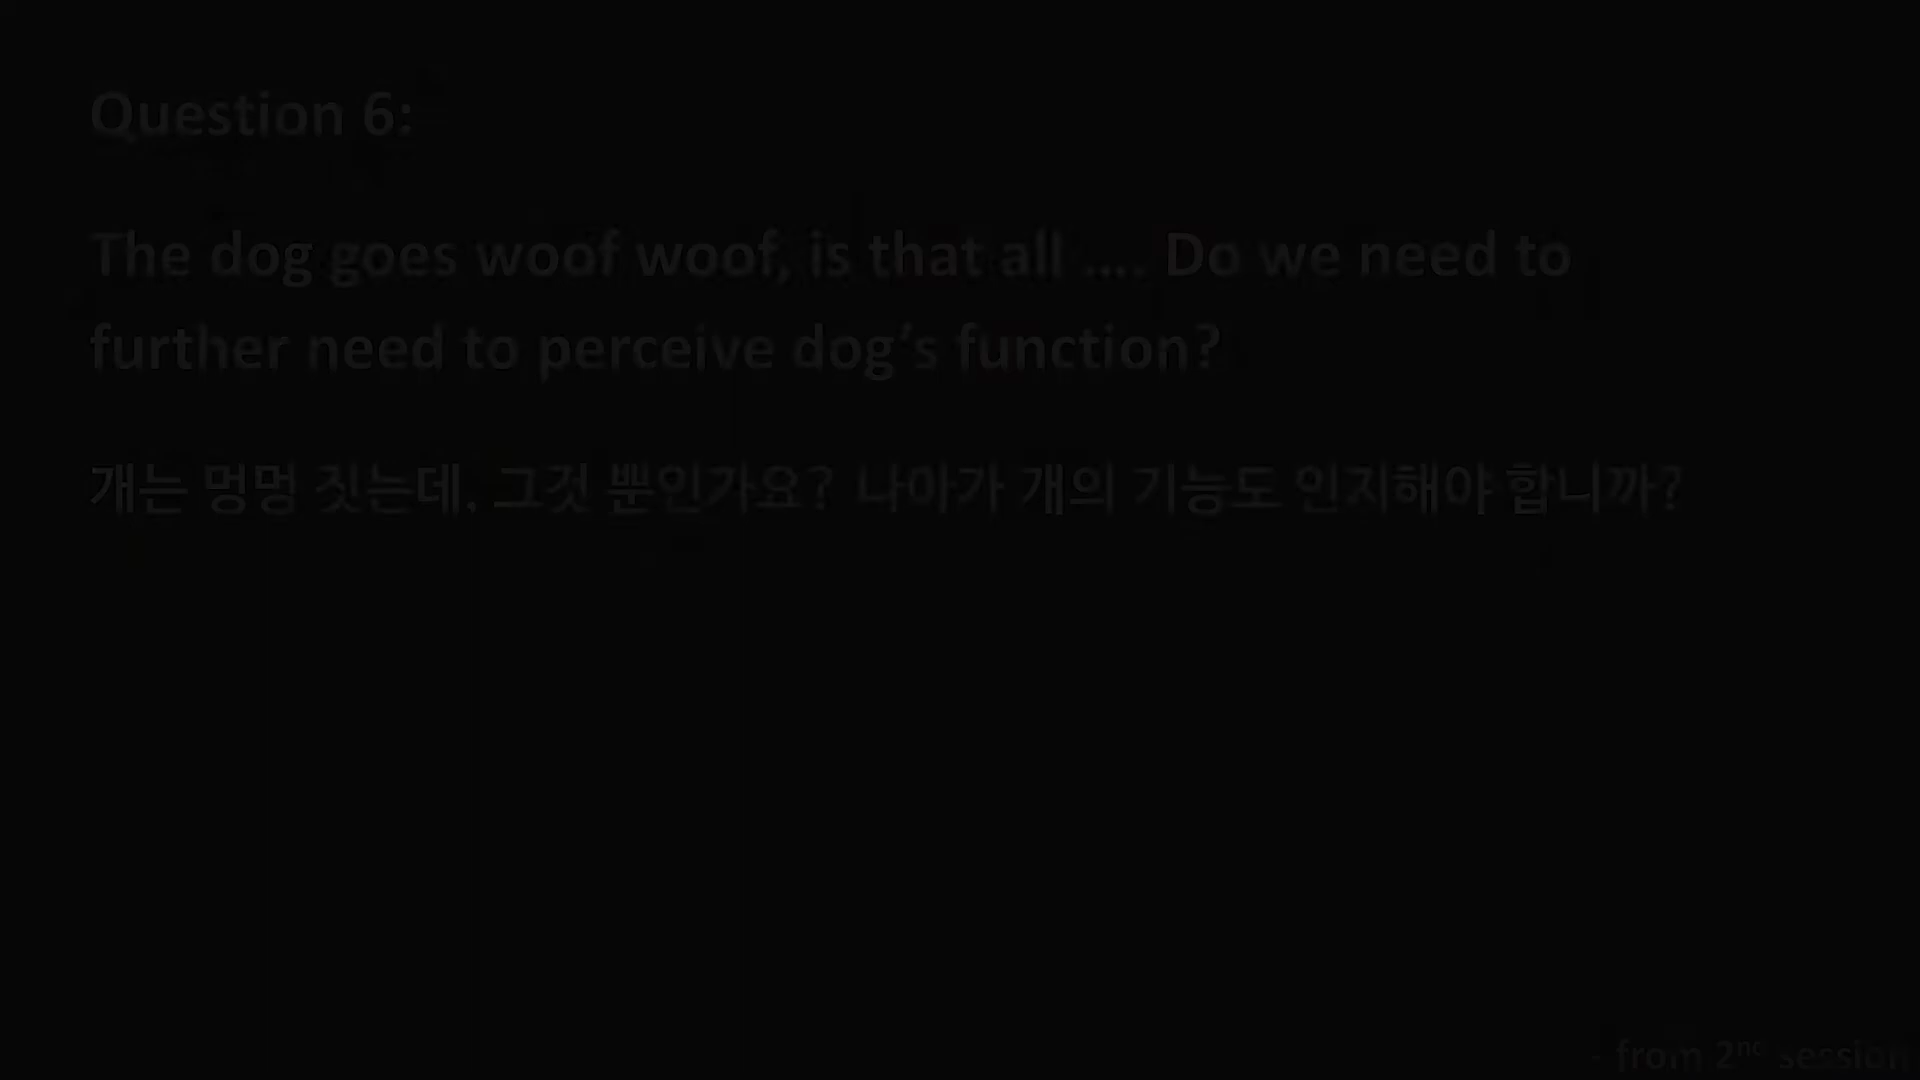 Question 6:
The dog goes woof woof, is that all .... Do we need to
further need to perceive dog's function?
개는 멍멍 짓는데, 그것 뿐인가요? 나아가 개의 기능도 인지해야 합니까?
- from 2nd session